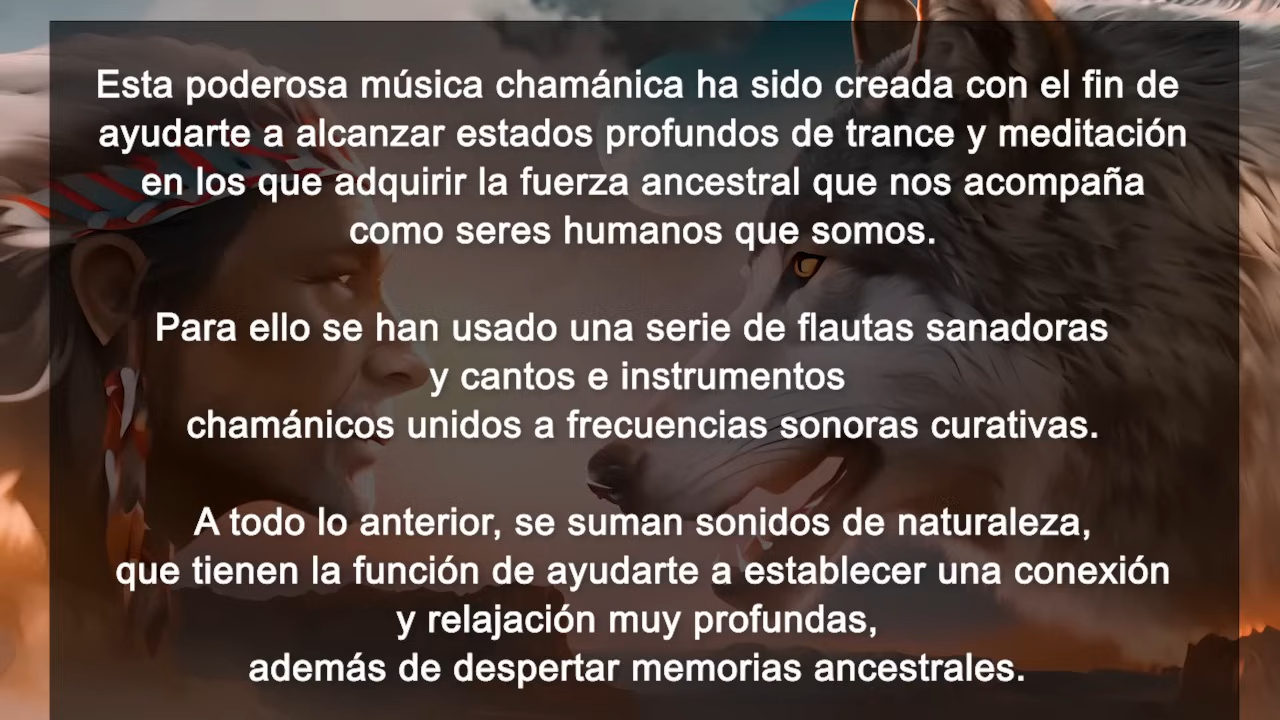 Esta poderosa música chamánica ha sido creada con el fin de
ayudarte a alcanzar estados profundos de trance y meditación
en los que adquirir la fuerza ancestral que nos acompaña
como seres humanos que somos.
Para ello se han usado una serie de flautas sanadoras
y cantos e instrumentos
chamánicos unidos a frecuencias sonoras curativas.
A todo lo anterior, se suman sonidos de naturaleza,
que tienen la función de ayudarte a establecer una conexión
y relajación muy profundas,
además de despertar memorias ancestrales.